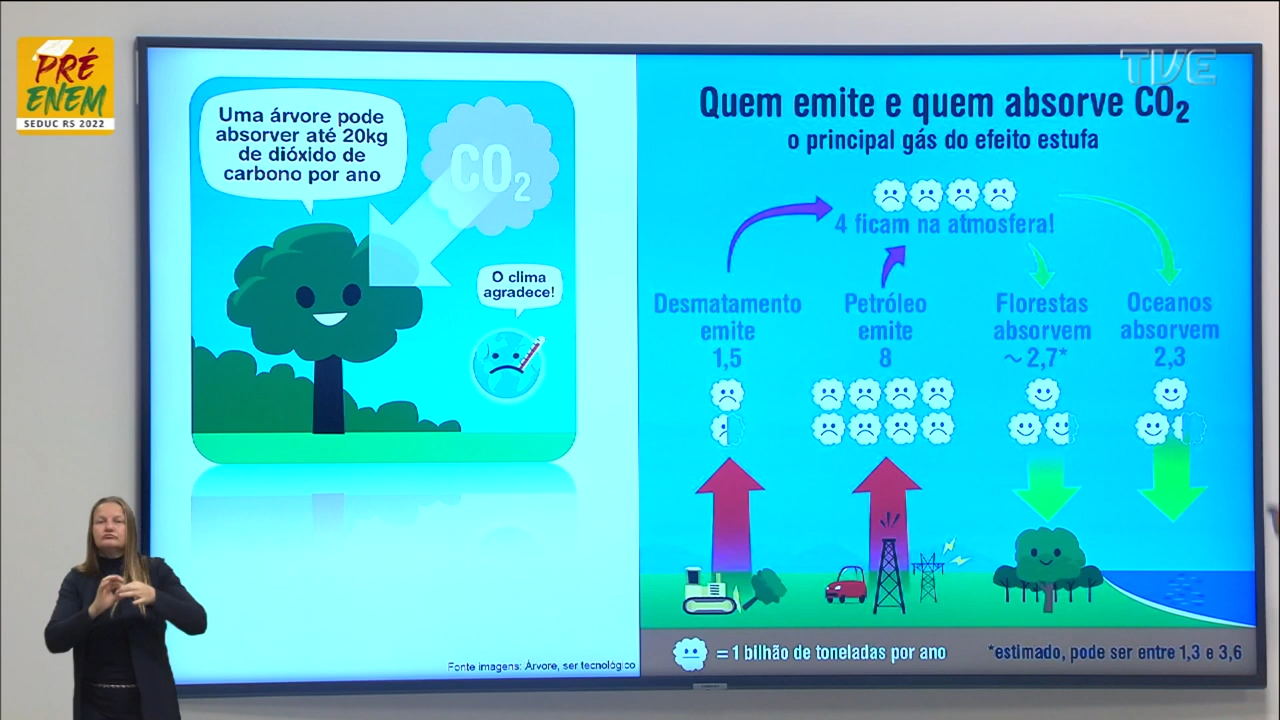 PRÉ
ENEM
SEDUC RS 2022
TVE
Uma árvore pode
absorver até 20kg
de dióxido de
carbono por ano
CO₂
O clima
agradece!
Fonte imagens: Árvore, ser tecnológico
Quem emite e quem absorve CO₂
o principal gás do efeito estufa
4 ficam na atmosfera!
Desmatamento
emite
1,5
Petróleo
emite
8
Florestas
absorvem
~2,7*
Oceanos
absorvem
2,3
= 1 bilhão de toneladas por ano
*estimado, pode ser entre 1,3 e 3,6